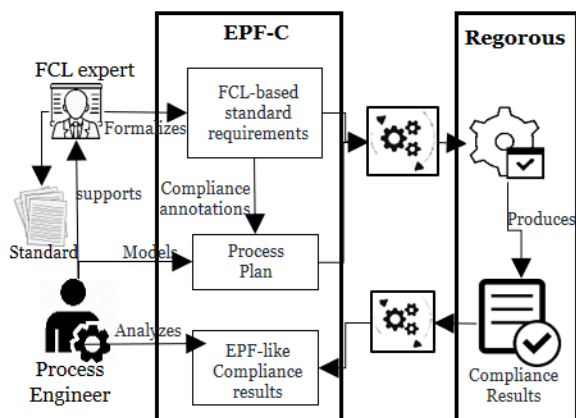 EPF-C
Regorous
FCL expert
FCL-based
standard
requirements
Formalizes
supports
Compliance
annotations
Standard
Models
Process
Plan
Produces
Analyzes
EPF-like
Compliance
results
Process
Engineer
Compliance
Results